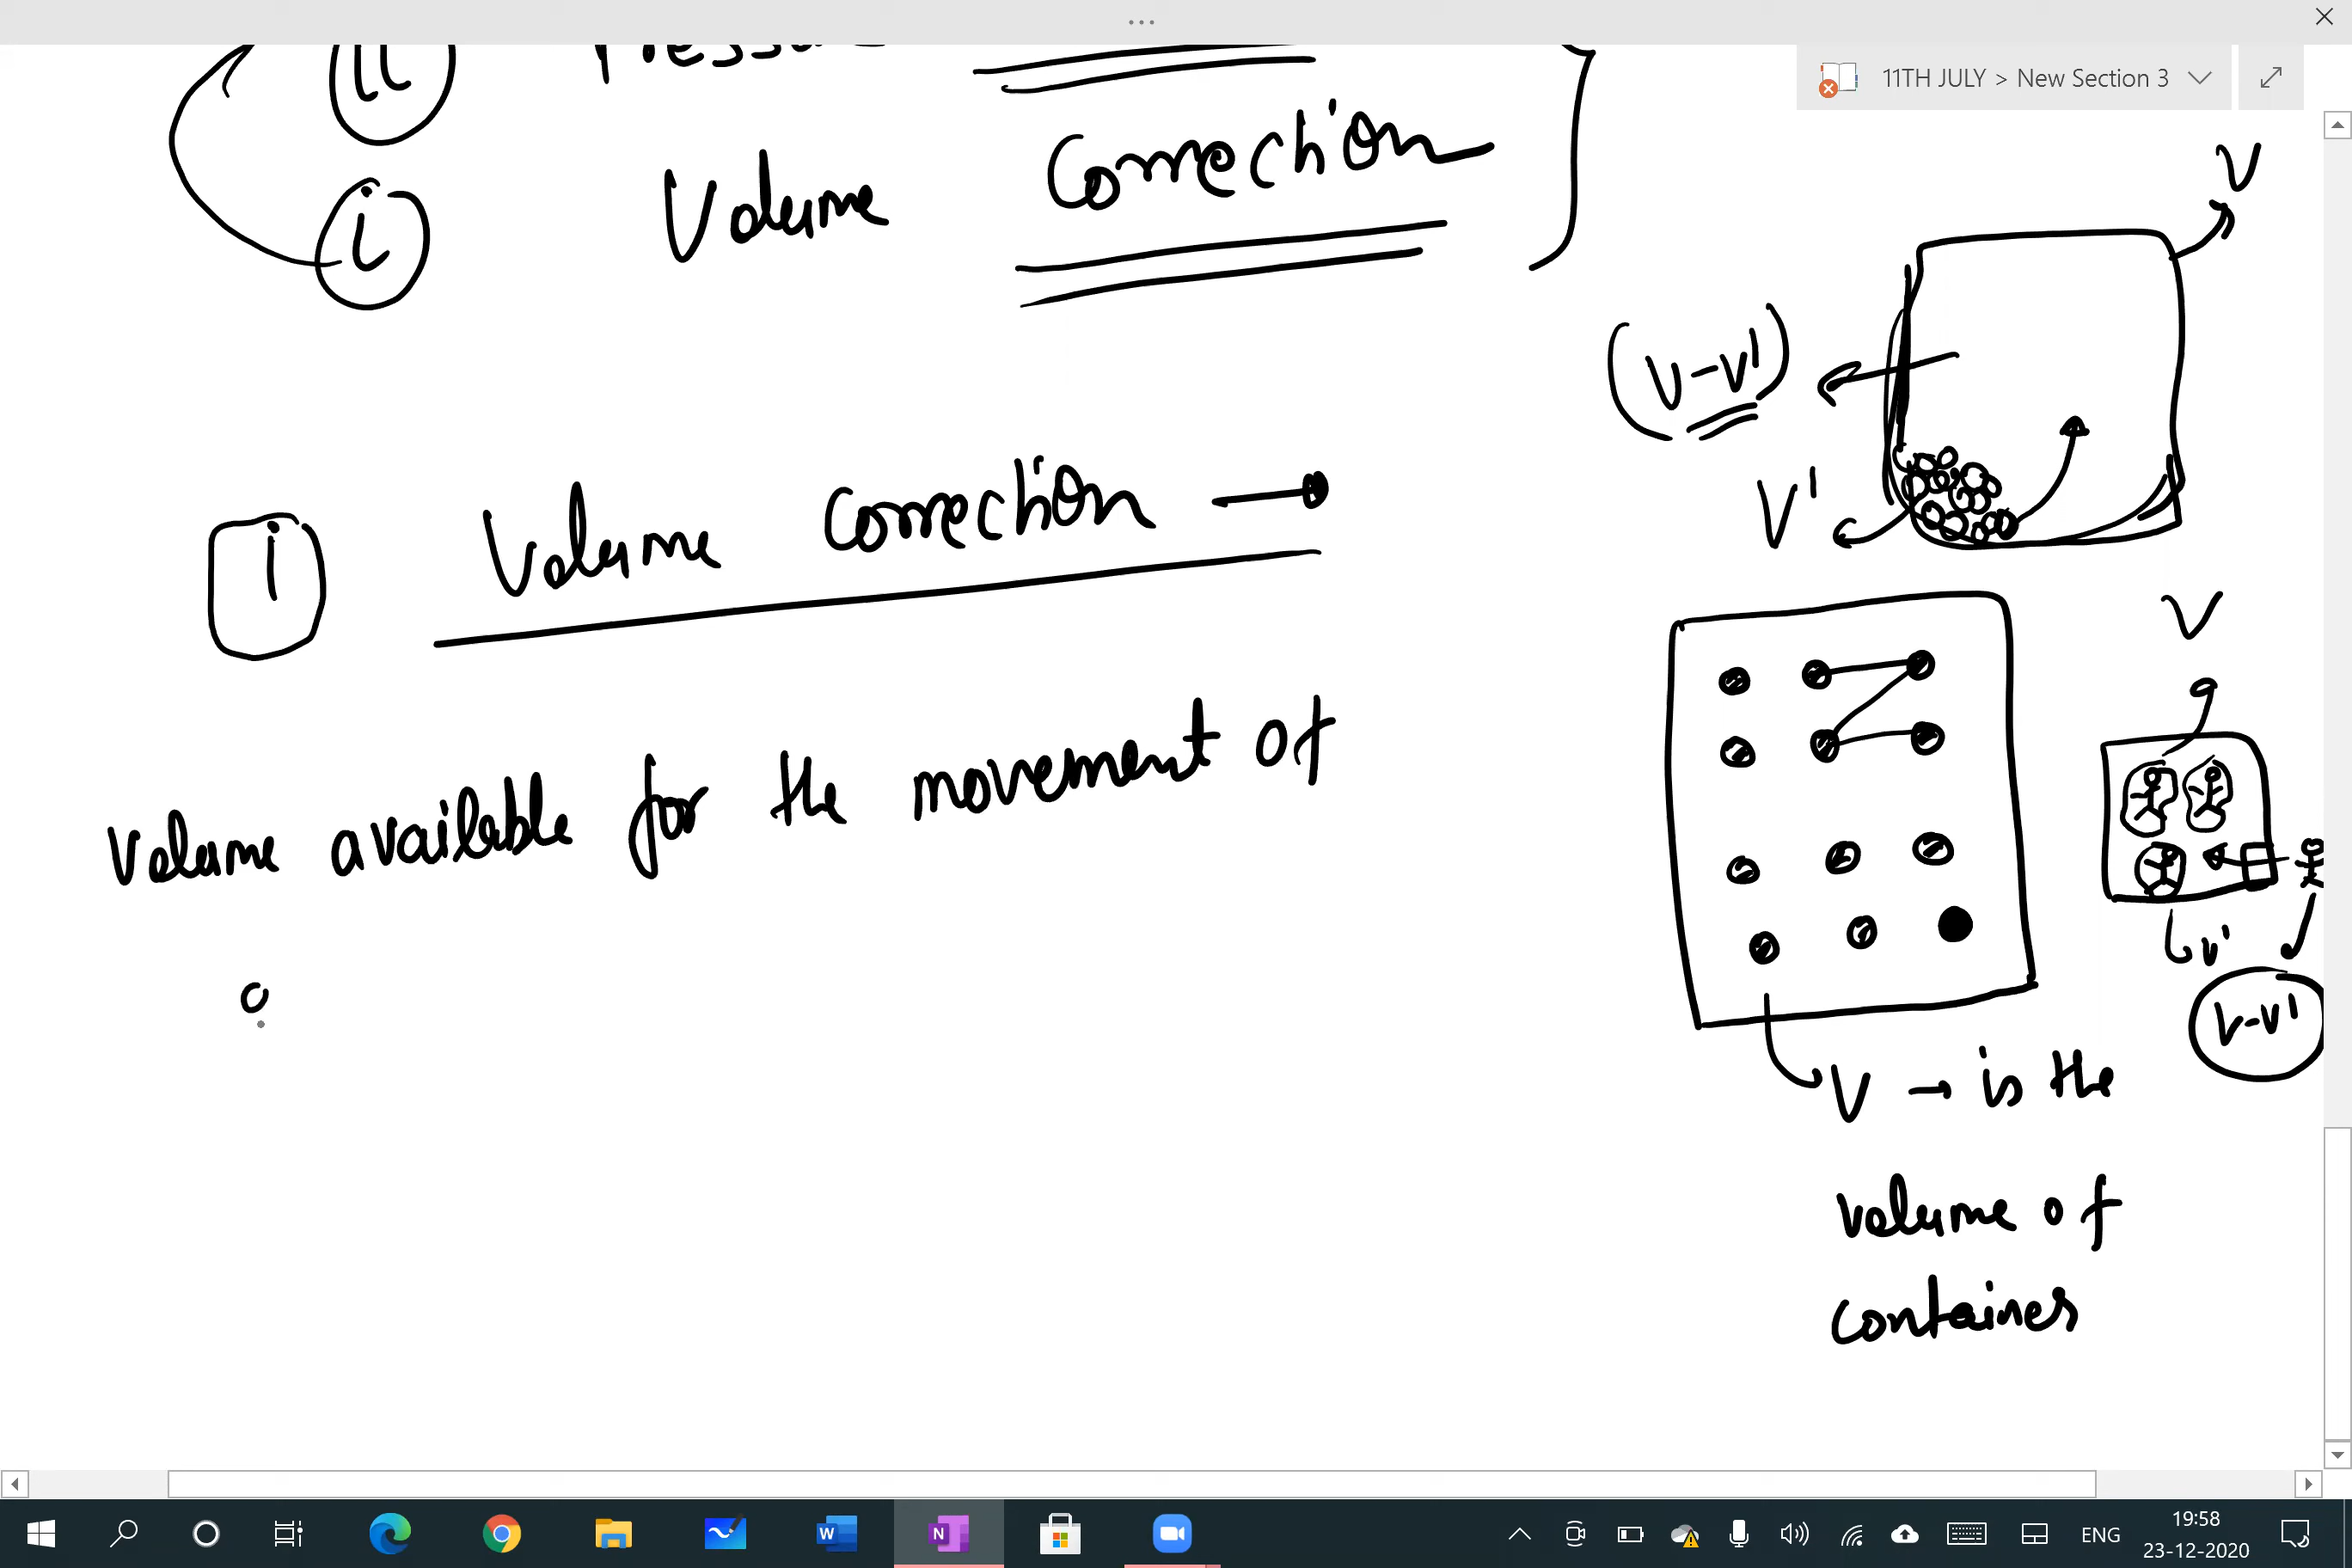 11TH JULY > New Section 3
ii
i Volume Correction
V
(V-V')
V'
i Volume Correction
V
Volume available for the movement of
V'
V-V'
V → is the
Volume of
container
W
N
ENG
19:58
23-12-2020